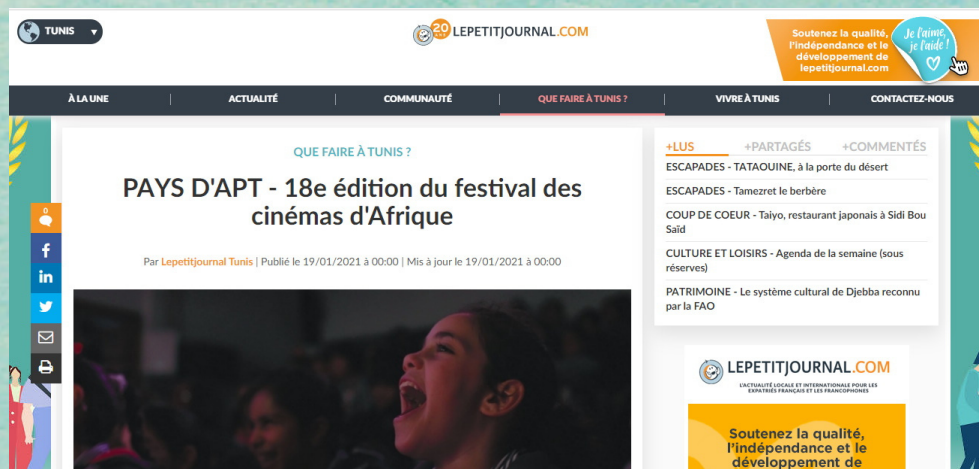 TUNIS
20 ANS LEPETITJOURNAL.COM
Soutenez la qualité,
l'indépendance et le
développement de
lepetitjournal.com
Je l'aime,
je l'aide !
À LA UNE
ACTUALITÉ
COMMUNAUTÉ
QUE FAIRE À TUNIS ?
VIVRE À TUNIS
CONTACTEZ-NOUS
QUE FAIRE À TUNIS ?
PAYS D'APT - 18e édition du festival des
cinémas d'Afrique
Par Lepetitjournal Tunis | Publié le 19/01/2021 à 00:00 | Mis à jour le 19/01/2021 à 00:00
0
f
in
+LUS
+PARTAGÉS
+COMMENTÉS
ESCAPADES - TATAOUINE, à la porte du désert
ESCAPADES - Tamezret le berbère
COUP DE COEUR - Taiyo, restaurant japonais à Sidi Bou
Saïd
CULTURE ET LOISIRS - Agenda de la semaine (sous
réserves)
PATRIMOINE - Le système cultural de Djebba reconnu
par la FAO
LEPETITJOURNAL.COM
L'ACTUALITÉ LOCALE ET INTERNATIONALE POUR LES
EXPATRIÉS FRANÇAIS ET LES FRANCOPHONES
Soutenez la qualité,
l'indépendance et le
développement de